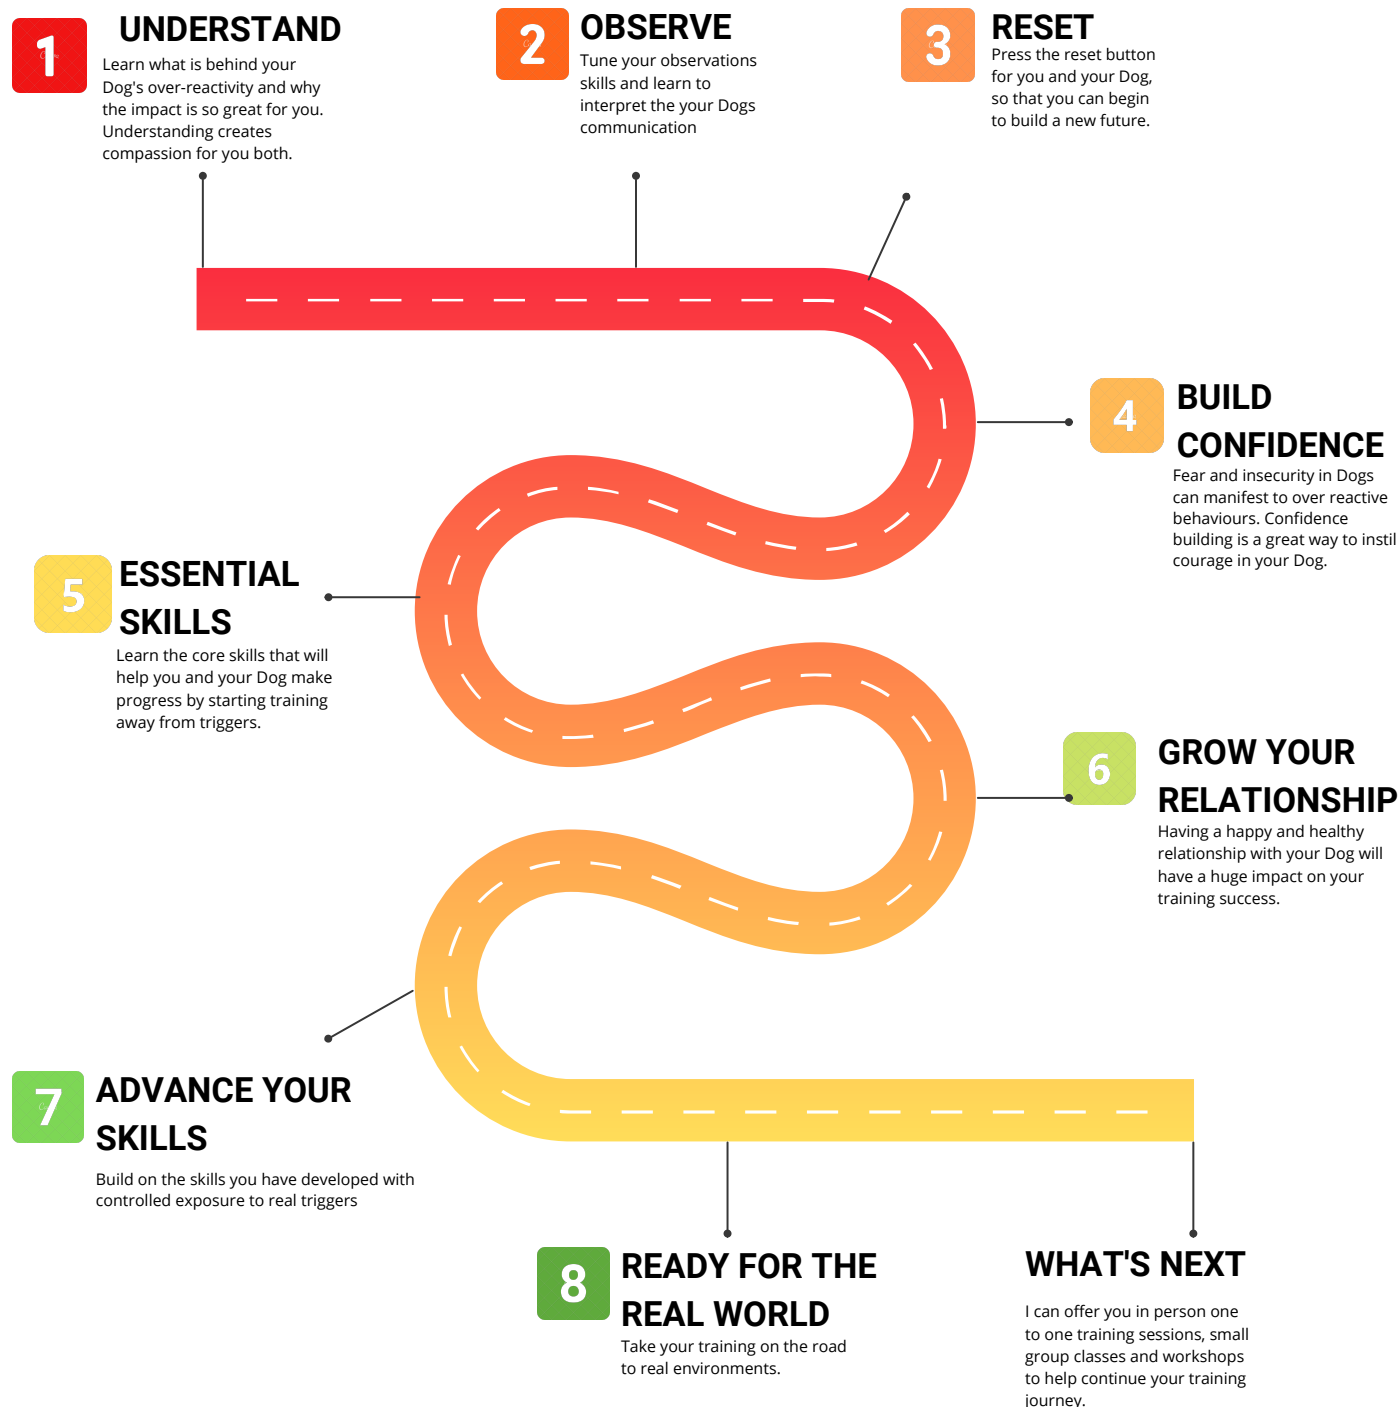 1
UNDERSTAND
Learn what is behind your
Dog's over-reactivity and why
the impact is so great for you.
Understanding creates
compassion for you both.
2
OBSERVE
Tune your observations
skills and learn to
interpret the your Dogs
communication
3
RESET
Press the reset button
for you and your Dog,
so that you can begin
to build a new future.
4
BUILD
CONFIDENCE
Fear and insecurity in Dogs
can manifest to over reactive
behaviours. Confidence
building is a great way to instil
courage in your Dog.
5
ESSENTIAL
SKILLS
Learn the core skills that will
help you and your Dog make
progress by starting training
away from triggers.
6
GROW YOUR
RELATIONSHIP
Having a happy and healthy
relationship with your Dog will
have a huge impact on your
training success.
7
ADVANCE YOUR
SKILLS
Build on the skills you have developed with
controlled exposure to real triggers
8
READY FOR THE
REAL WORLD
Take your training on the road
to real environments.
WHAT'S NEXT
I can offer you in person one
to one training sessions, small
group classes and workshops
to help continue your training
journey.